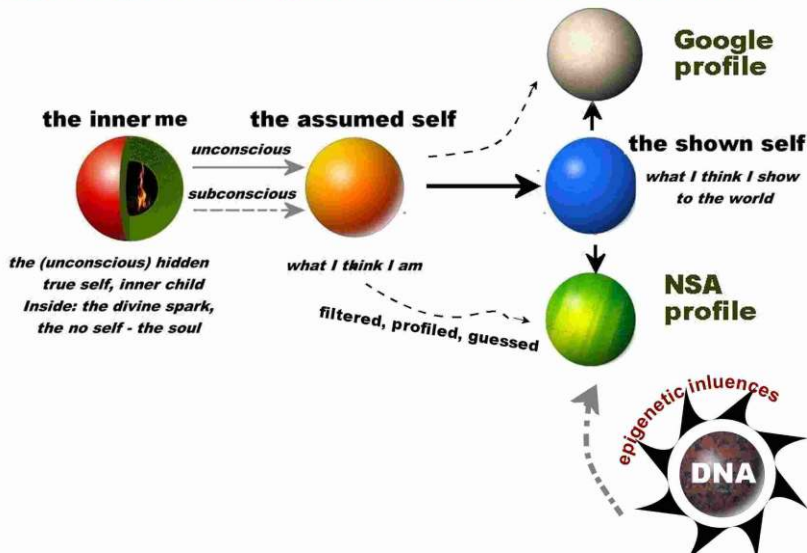 Google
profile
the inner me
the assumed self
unconscious
subconscious
the shown self
what I think I show
to the world
the (unconscious) hidden
true self, inner child
Inside: the divine spark,
the no self - the soul
what I think I am
filtered, profiled, guessed
NSA
profile
epigenetic inluences
DNA